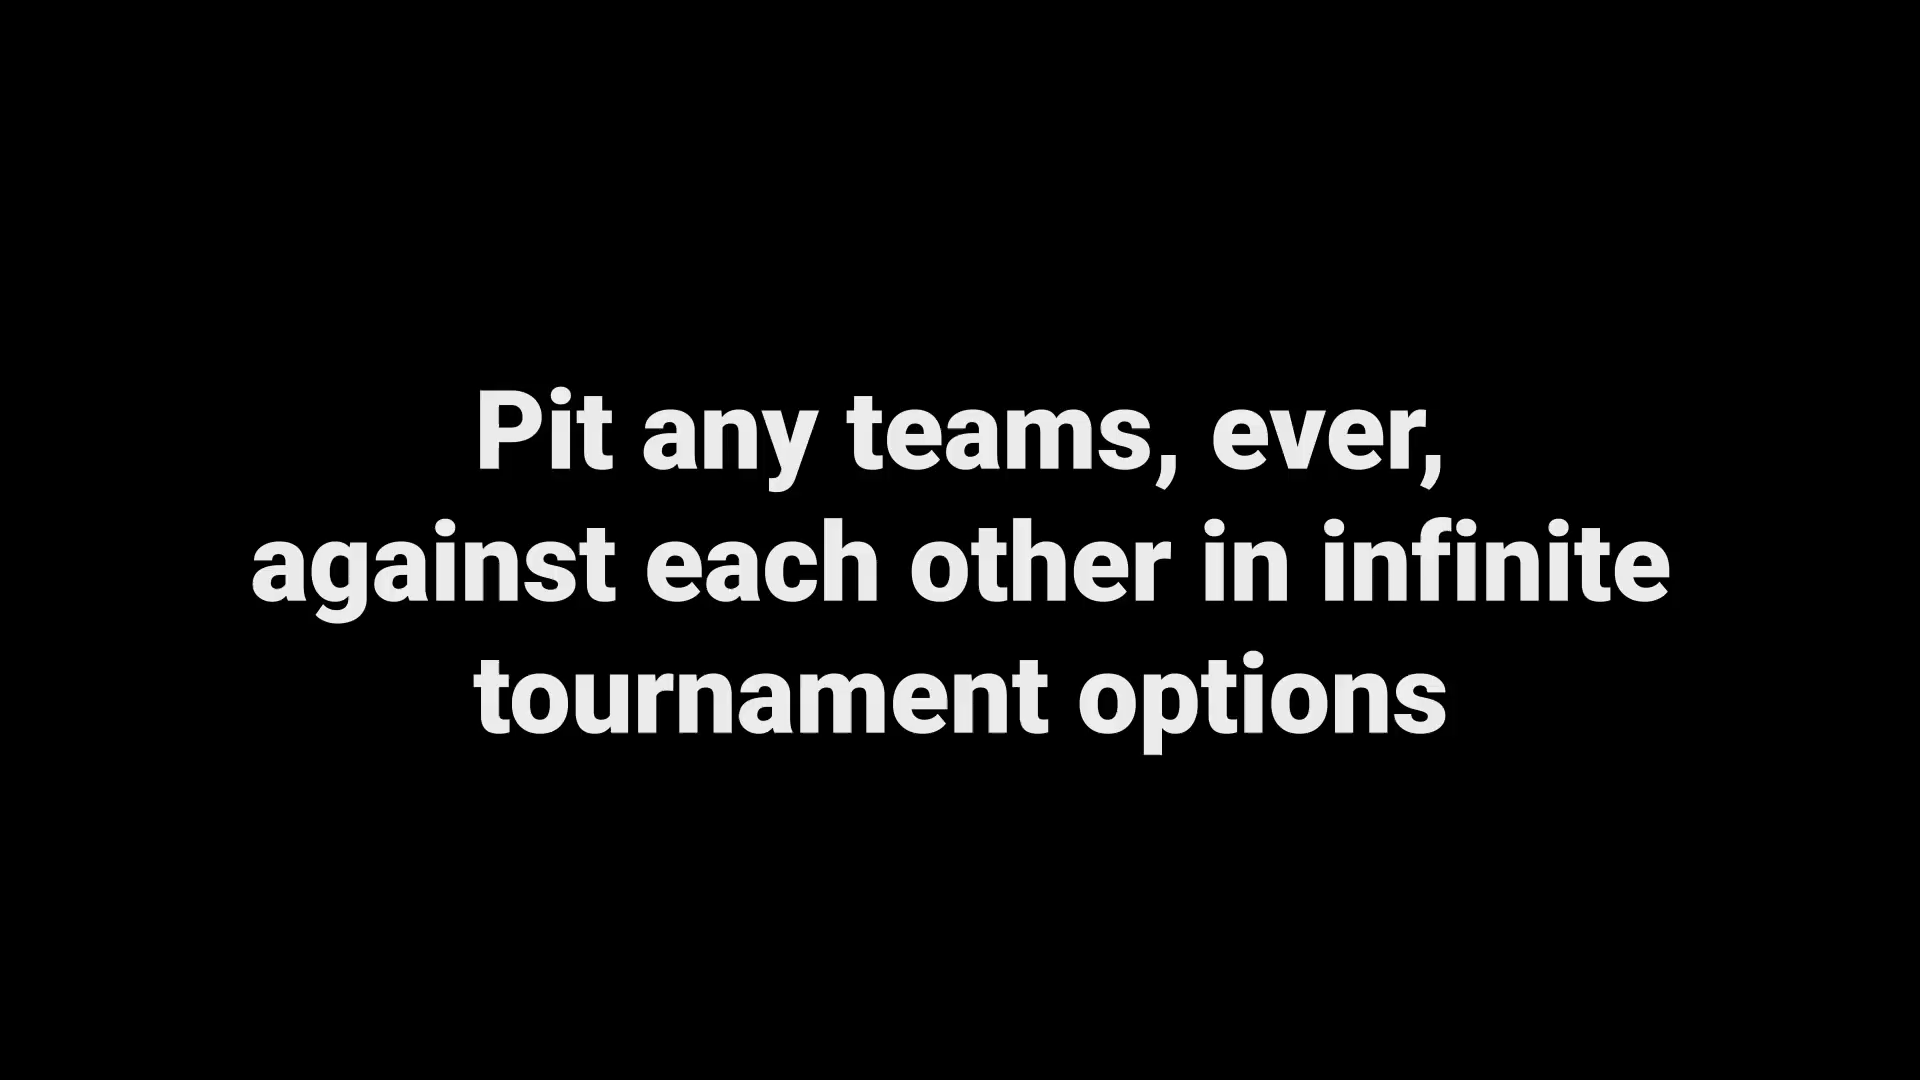 Pit any teams, ever,
against each other in infinite
tournament options